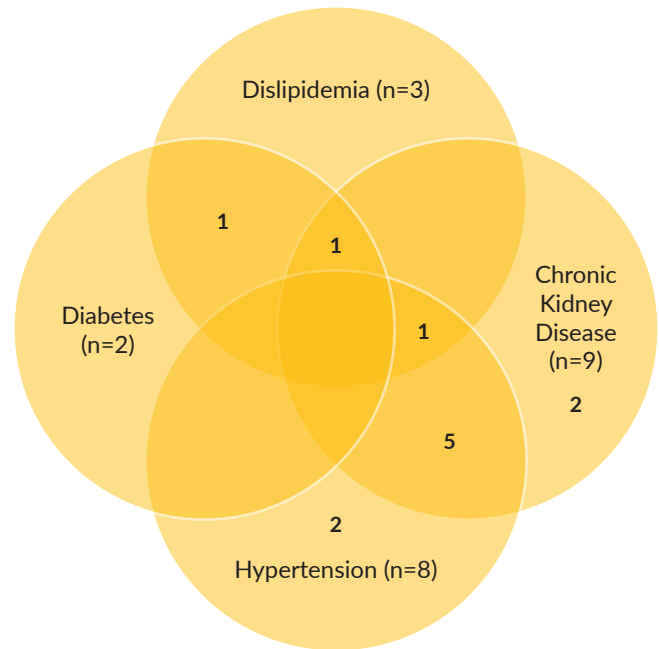 Dislipidemia (n=3)
1
1
Diabetes
(n=2)
Chronic
Kidney
Disease
(n=9)
1
2
5
2
Hypertension (n=8)